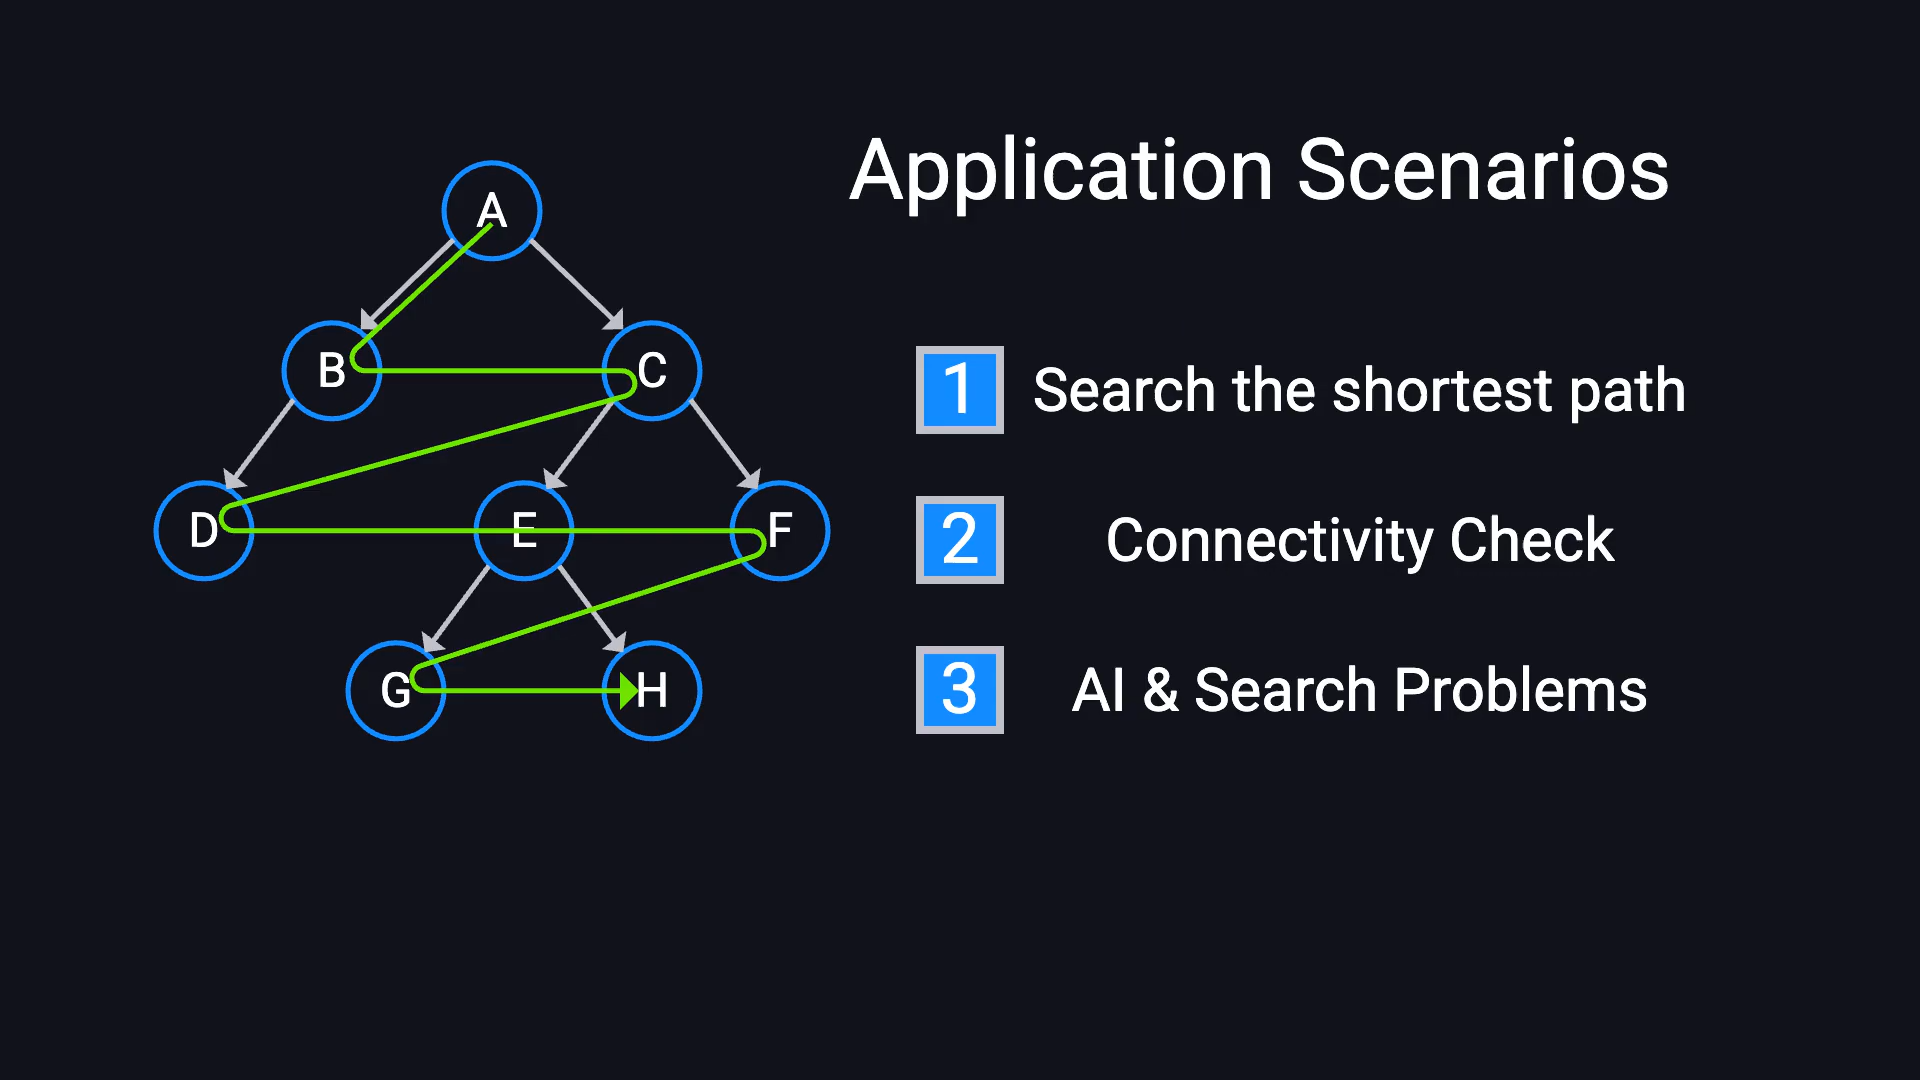 Application Scenarios
A
B
C
D
E
F
G
H
1 Search the shortest path
2 Connectivity Check
3 AI & Search Problems